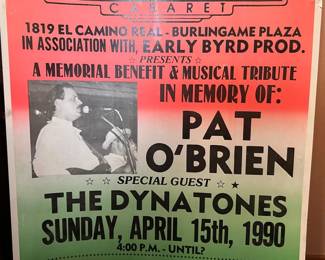 CABARET
1819 EL CAMINO REAL - BURLINGAME PLAZA
IN ASSOCIATION WITH, EARLY BYRD PROD.
☆ PRESENTS ☆
A MEMORIAL BENEFIT & MUSICAL TRIBUTE
IN MEMORY OF:
PAT
O'BRIEN
☆ ☆ SPECIAL GUEST ☆ ★
THE DYNATONES
SUNDAY, APRIL 15th, 1990
4:00 P.M. - UNTIL?